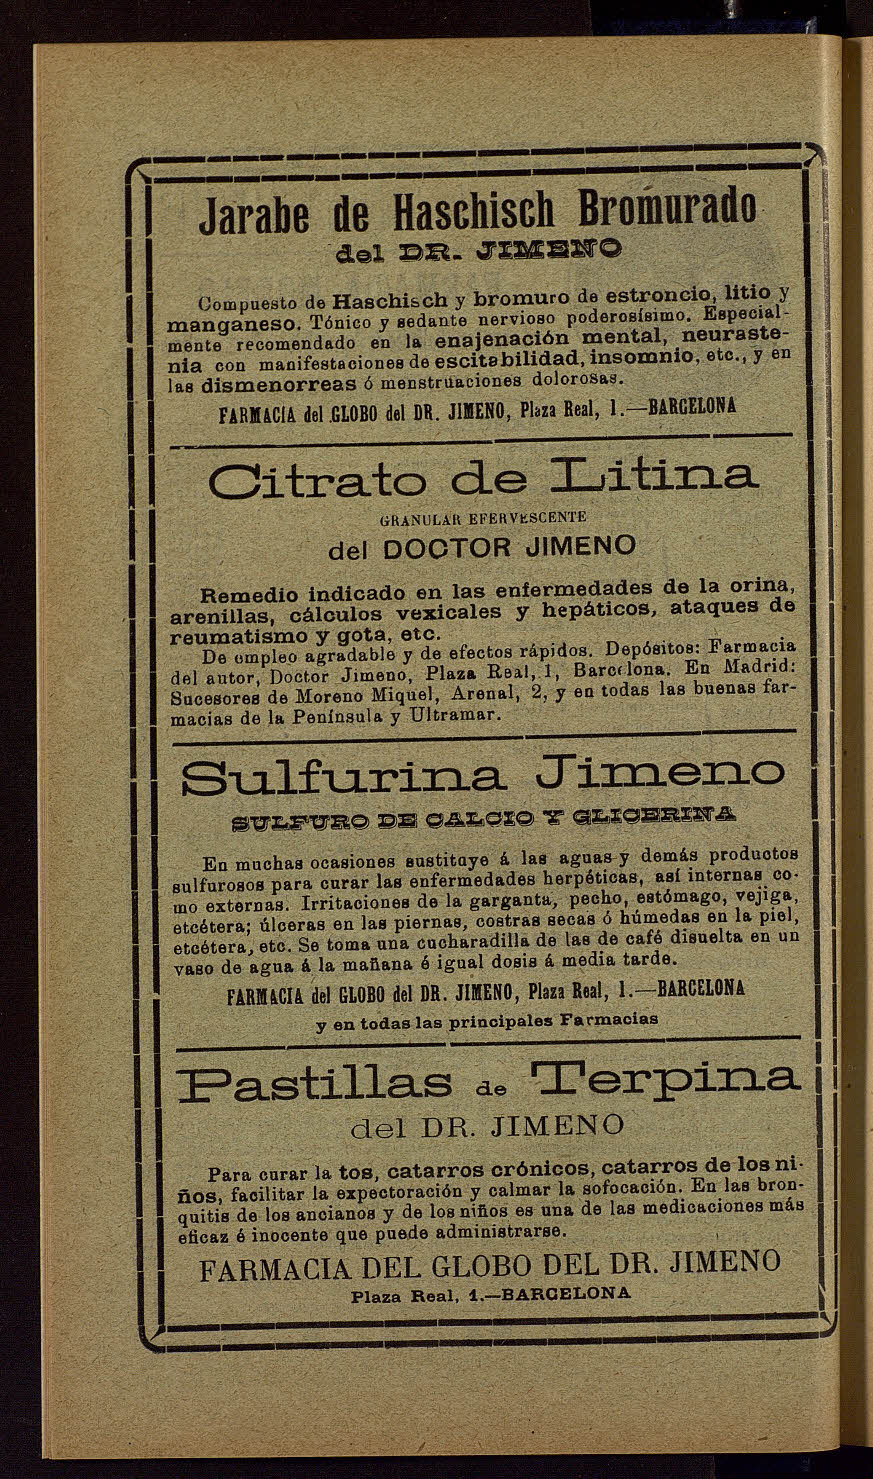 Jarabe de Haschisch Bromurado
del DR. JIMENO
Compuesto de Haschisch y bromuro de estroncio, litio y
manganeso. Tónico y sedante nervioso poderosísimo. Especial-
mente recomendado en la enajenación mental, neuraste-
nia con manifestaciones de escitabilidad, insomnio, etc., y en
las dismenorreas ó menstruaciones dolorosas.
FARMACIA del GLOBO del DR. JIMENO, Plaza Real, 1.—BARCELONA
Citrato de Litina
GRANULAR EFERVESCENTE
del DOCTOR JIMENO
Remedio indicado en las enfermedades de la orina,
arenillas, cálculos vexicales y hepáticos, ataques de
reumatismo y gota, etc.
De empleo agradable y de efectos rápidos. Depósitos: Farmacia
del autor, Doctor Jimeno, Plaza Real, 1, Barcelona. En Madrid:
Sucesores de Moreno Miquel, Arenal, 2, y en todas las buenas far-
macias de la Península y Ultramar.
Sulfurina Jimeno
SULFURO DE CALCIO Y GLICERINA
En muchas ocasiones sustituye á las aguas y demás productos
sulfurosos para curar las enfermedades herpéticas, así internas co-
mo externas. Irritaciones de la garganta, pecho, estómago, vejiga,
etcétera; úlceras en las piernas, costras secas ó húmedas en la piel,
etcétera, etc. Se toma una cucharadilla de las de café disuelta en un
vaso de agua á la mañana é igual dosis á media tarde.
FARMACIA del GLOBO del DR. JIMENO, Plaza Real, 1.—BARCELONA
y en todas las principales Farmacias
Pastillas de Terpina
del DR. JIMENO
Para curar la tos, catarros crónicos, catarros de los ni-
ños, facilitar la expectoración y calmar la sofocación. En las bron-
quitis de los ancianos y de los niños es una de las medicaciones más
eficaz é inocente que puede administrarse.
FARMACIA DEL GLOBO DEL DR. JIMENO
Plaza Real, 1.—BARCELONA